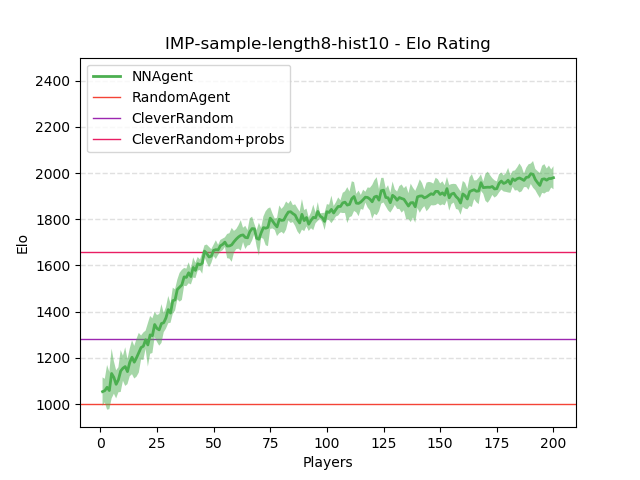 IMP-sample-length8-hist10 - Elo Rating
NNAgent
RandomAgent
CleverRandom
CleverRandom+probs
Elo
2400
2200
2000
1800
1600
1400
1200
1000
0 25 50 75 100 125 150 175 200
Players